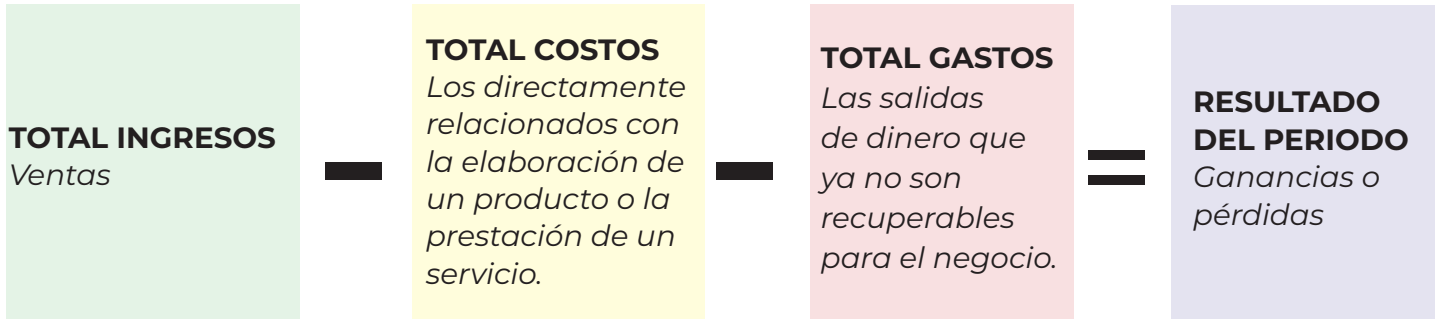 TOTAL INGRESOS
Ventas
TOTAL COSTOS
Los directamente
relacionados con
la elaboración de
un producto o la
prestación de un
servicio.
TOTAL GASTOS
Las salidas
de dinero que
ya no son
recuperables
para el negocio.
RESULTADO
DEL PERIODO
Ganancias o
pérdidas